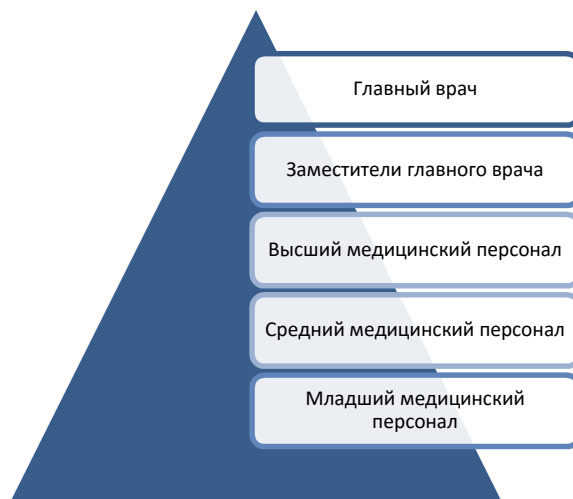 Главный врач
Заместители главного врача
Высший медицинский персонал
Средний медицинский персонал
Младший медицинский
персонал